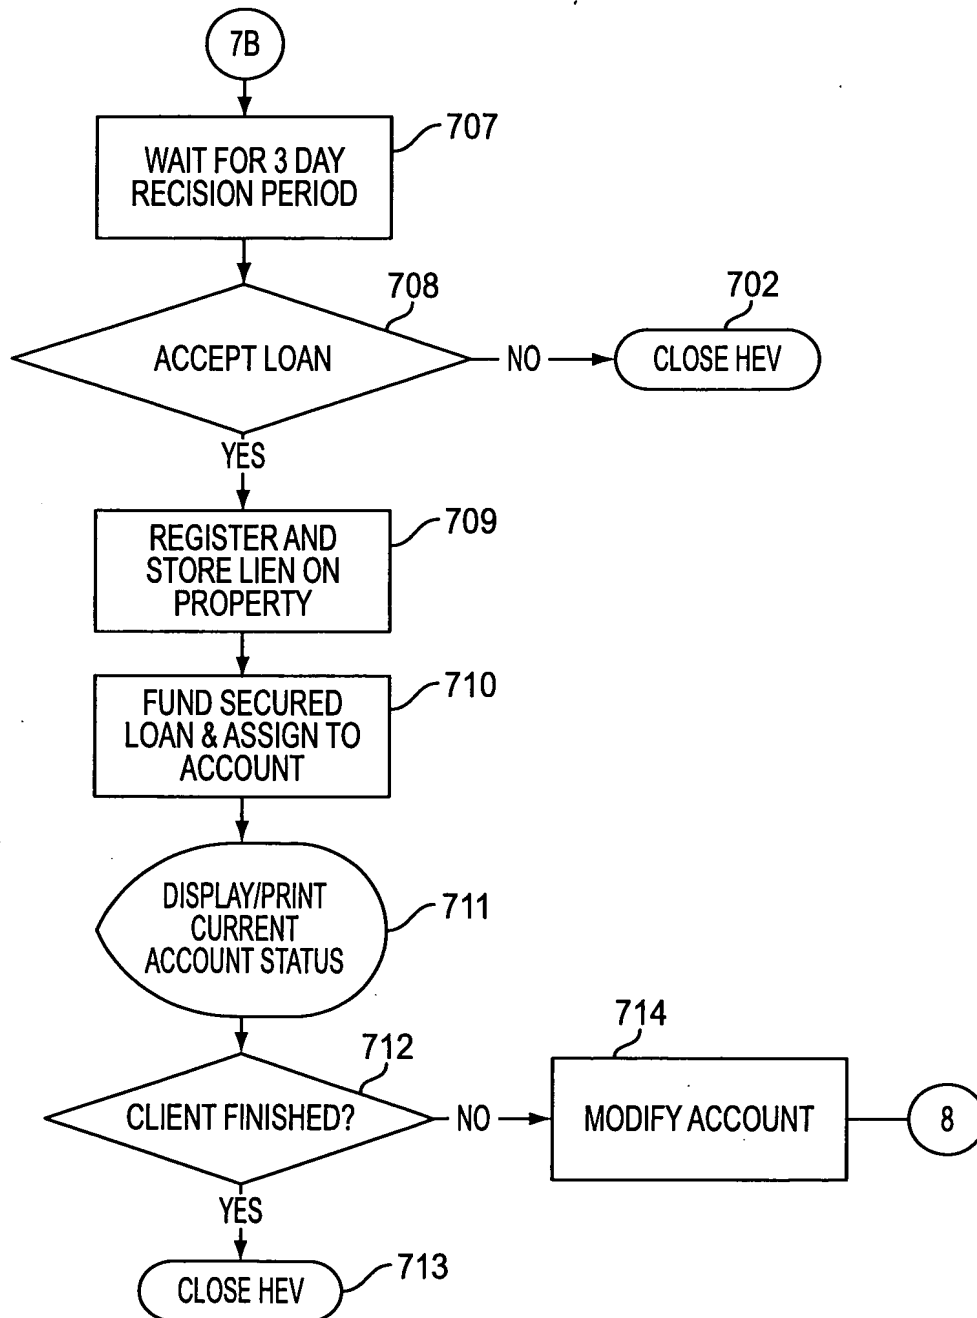 7B
707
WAIT FOR 3 DAY
RECISION PERIOD
708
702
ACCEPT LOAN
NO
CLOSE HEV
YES
709
REGISTER AND
STORE LIEN ON
PROPERTY
710
FUND SECURED
LOAN & ASSIGN TO
ACCOUNT
711
DISPLAY/PRINT
CURRENT
ACCOUNT STATUS
712
714
CLIENT FINISHED?
NO
MODIFY ACCOUNT
8
YES
713
CLOSE HEV